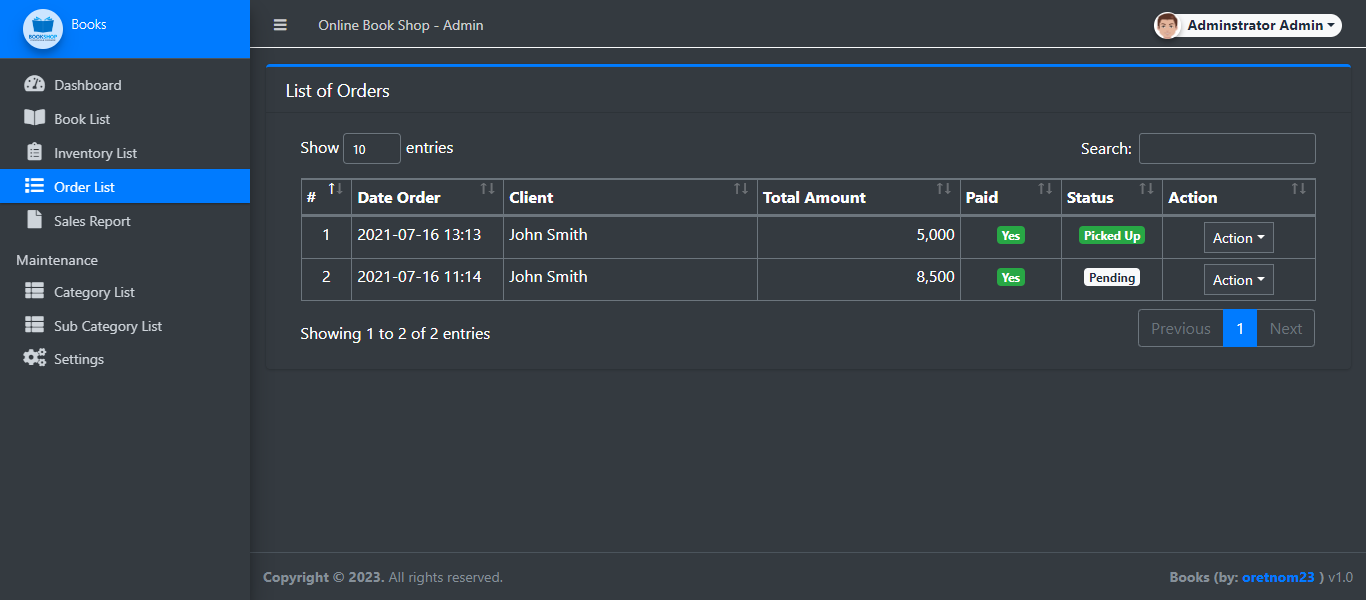 BOOKSHOP
Books
Online Book Shop - Admin
Adminstrator Admin
Dashboard
Book List
Inventory List
Order List
Sales Report
Maintenance
Category List
Sub Category List
Settings
List of Orders
Show 10 entries
Search:
# Date Order Client Total Amount Paid Status Action
1 2021-07-16 13:13 John Smith 5,000 Yes Picked Up Action
2 2021-07-16 11:14 John Smith 8,500 Yes Pending Action
Showing 1 to 2 of 2 entries
Previous 1 Next
Copyright © 2023. All rights reserved.
Books (by: oretnom23 ) v1.0